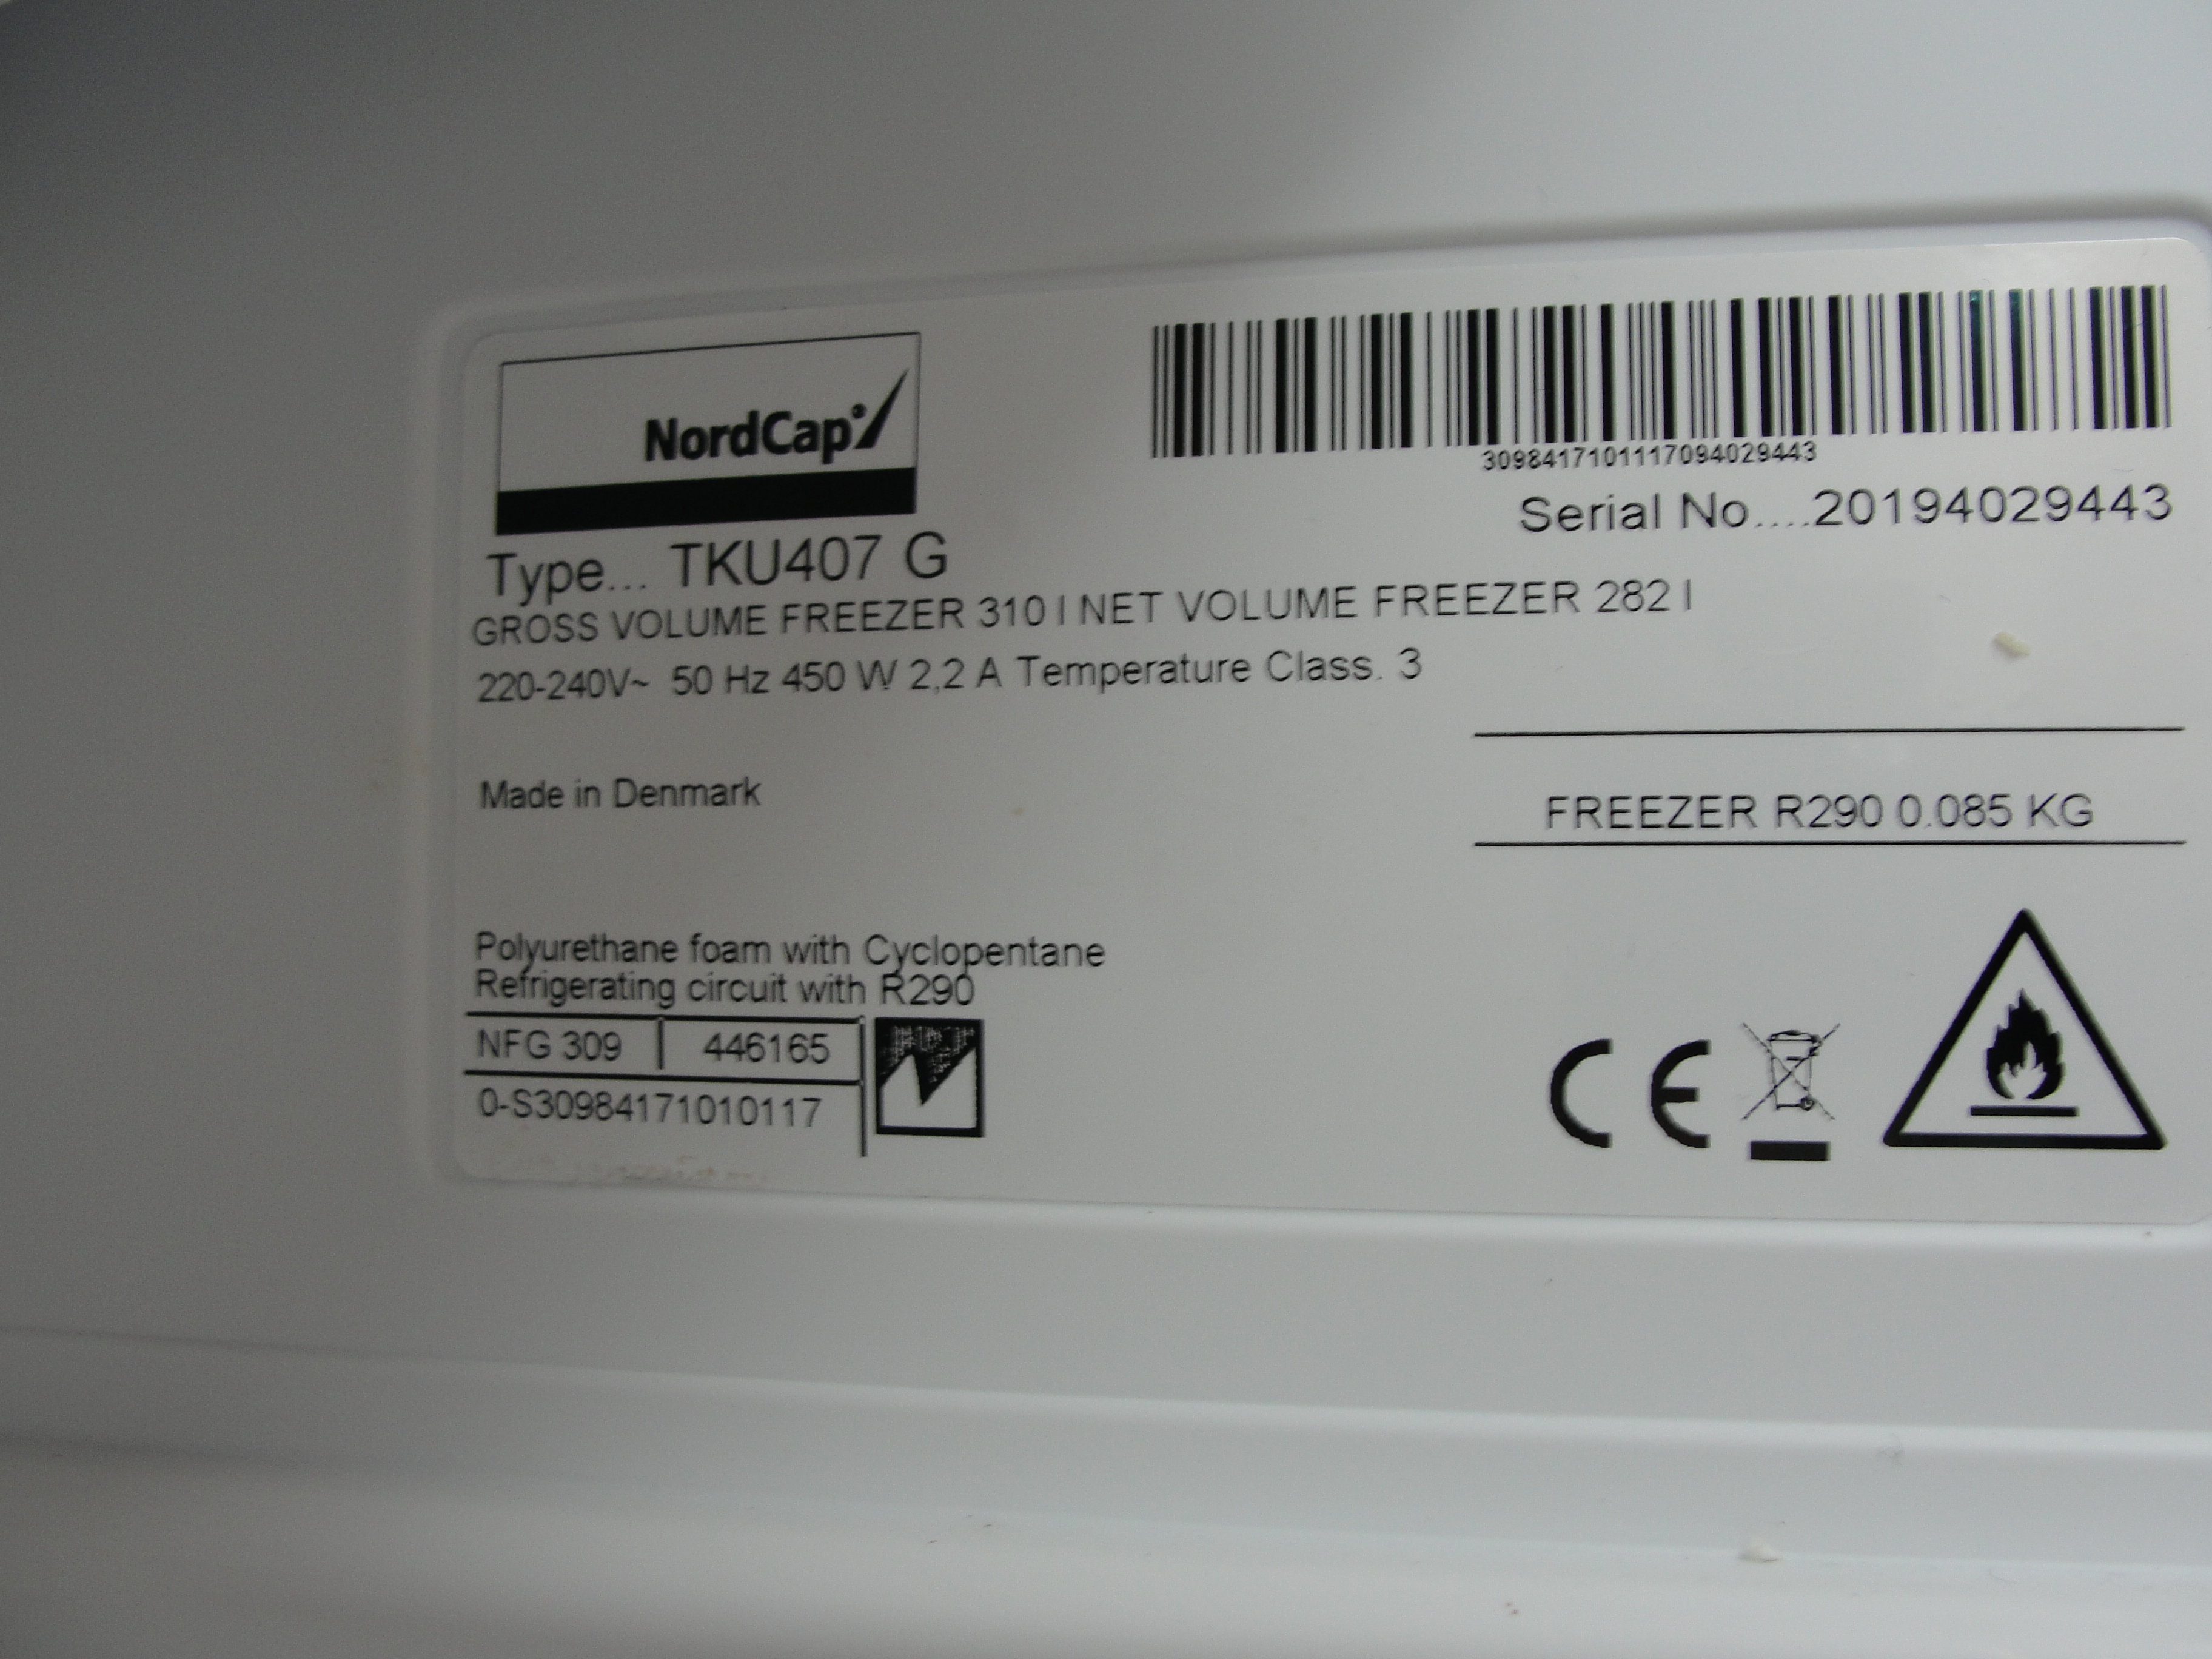 NordCap
3098417101117094029443
Serial No....20194029443
Type... TKU407 G
GROSS VOLUME FREEZER 310 l NET VOLUME FREEZER 282 l
220-240V~ 50 Hz 450 W 2,2 A Temperature Class. 3
Made in Denmark
FREEZER R290 0.085 KG
Polyurethane foam with Cyclopentane
Refrigerating circuit with R290
NFG 309 | 446165
0-S30984171010117
CE